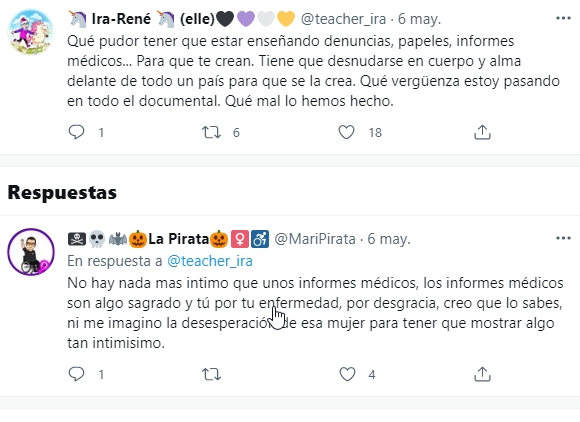 🦄 Ira-René 🦄 (elle)🖤💜🤍💛 @teacher_ira · 6 may.
Qué pudor tener que estar enseñando denuncias, papeles, informes
médicos... Para que te crean. Tiene que desnudarse en cuerpo y alma
delante de todo un país para que se la crea. Qué vergüenza estoy pasando
en todo el documental. Qué mal lo hemos hecho.
1 6 18
Respuestas
🏴‍☠️💀🦇🎃La Pirata🎃🚺♿ @MariPirata · 6 may.
En respuesta a @teacher_ira
No hay nada mas intimo que unos informes médicos, los informes médicos
son algo sagrado y tú por tu enfermedad, por desgracia, creo que lo sabes,
ni me imagino la desesperación de esa mujer para tener que mostrar algo
tan intimisimo.
1 4